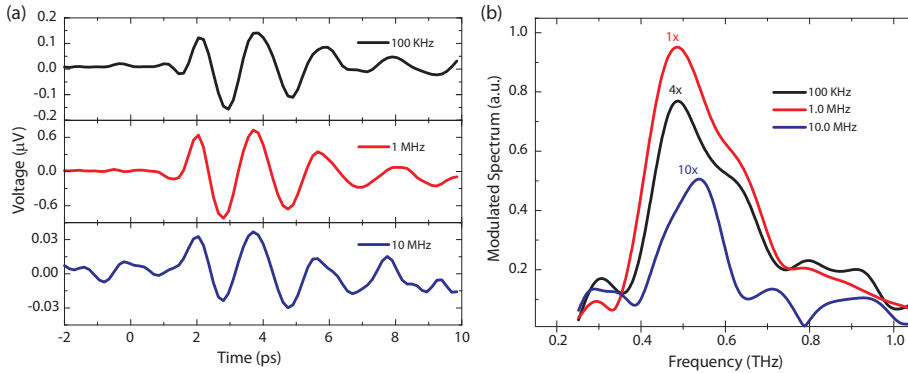 (a)
0.2
0.1
0.0
-0.1
-0.2
100 KHz
0.6
0.0
-0.6
1 MHz
0.03
0.00
-0.03
10 MHz
Voltage (μV)
-2
0
2
4
6
8
10
Time (ps)
(b)
1.0
0.8
0.6
0.4
0.2
Modulated Spectrum (a.u.)
1x
4x
10x
100 KHz
1.0 MHz
10.0 MHz
0.2
0.4
0.6
0.8
1.0
Frequency (THz)